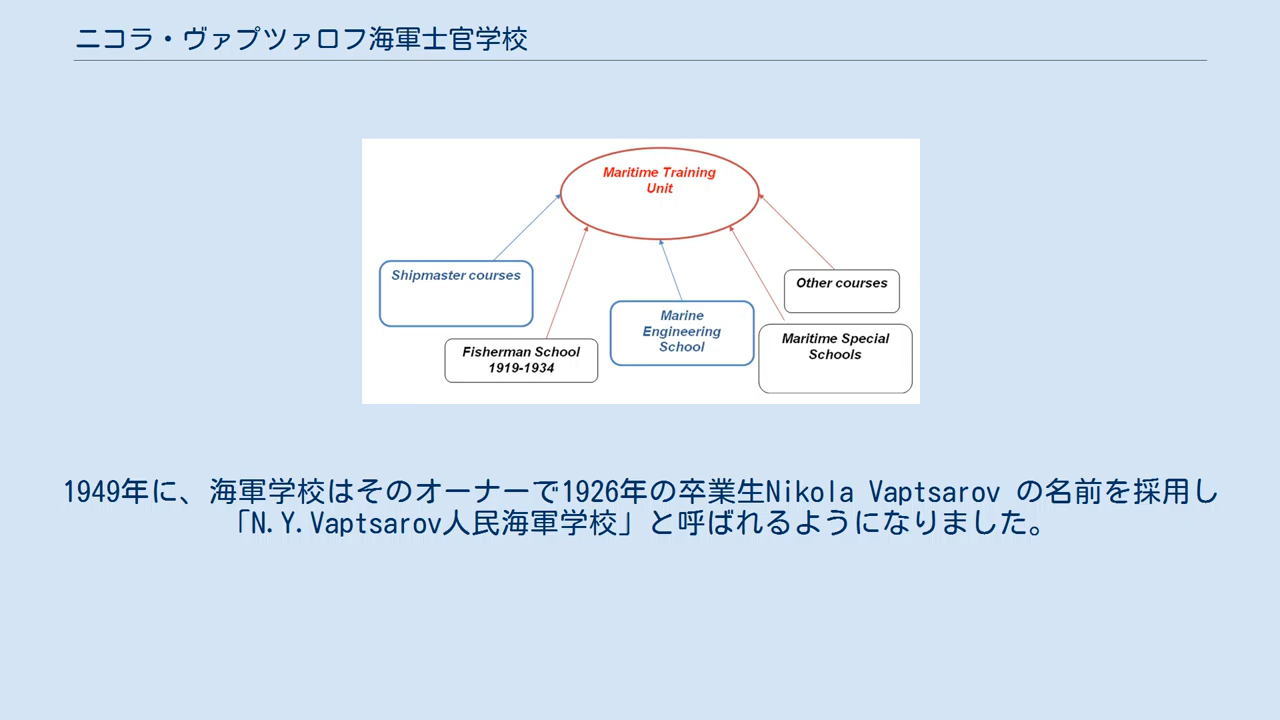 ニコラ・ヴァプツァロフ海軍士官学校
Maritime Training
Unit
Shipmaster courses
Other courses
Marine
Engineering
School
Maritime Special
Schools
Fisherman School
1919-1934
1949年に、海軍学校はそのオーナーで1926年の卒業生Nikola Vaptsarov の名前を採用し
「N.Y.Vaptsarov人民海軍学校」と呼ばれるようになりました。